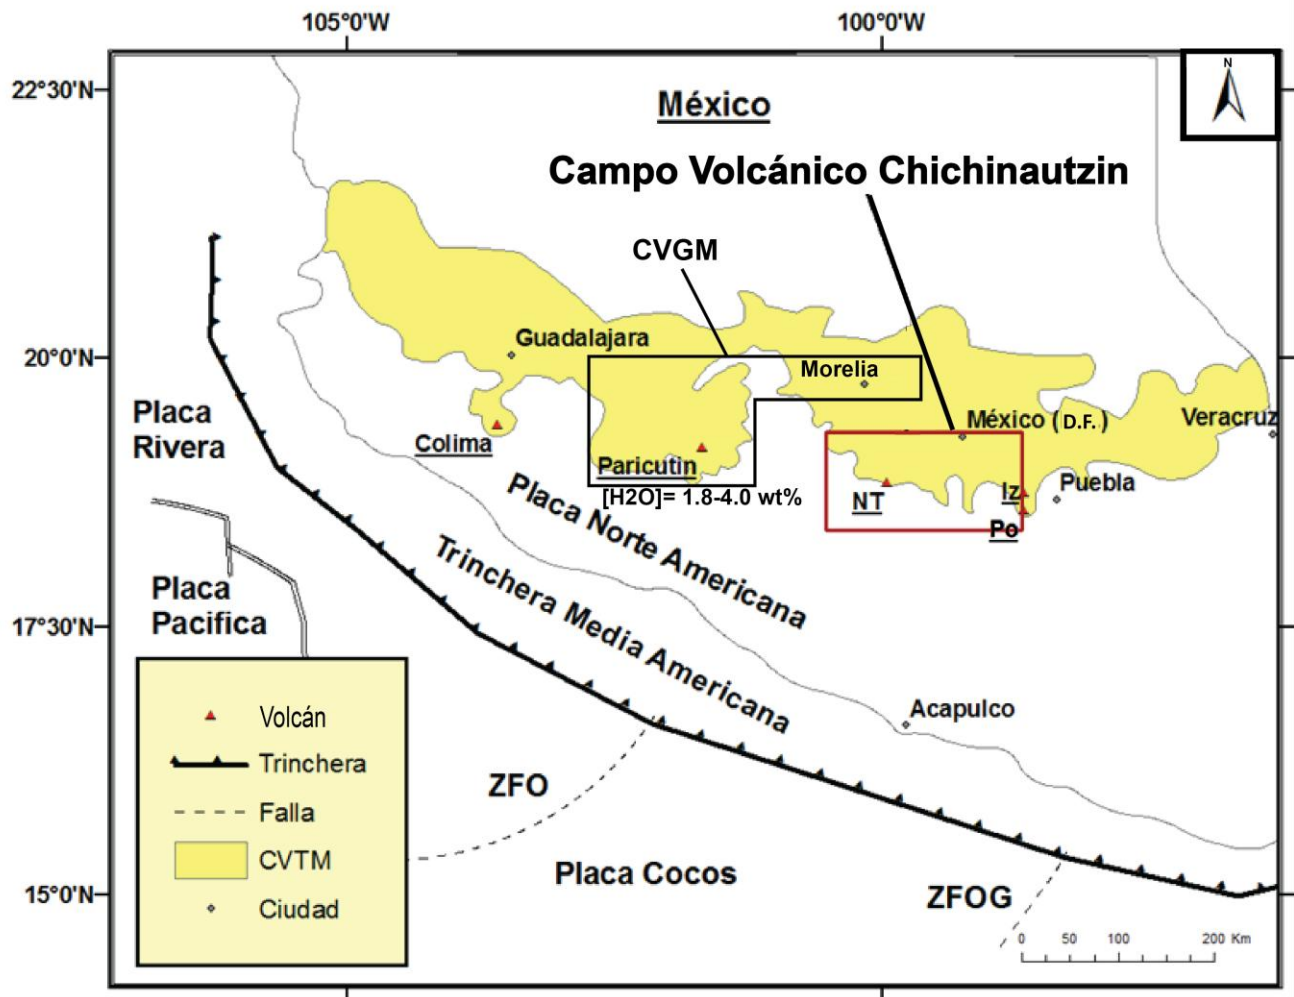 105°0'W
100°0'W
22°30'N
N
México
Campo Volcánico Chichinautzin
CVGM
Guadalajara
20°0'N
Morelia
Placa
Rivera
México (D.F.)
Veracruz
Colima
Paricutin
[H2O]= 1.8-4.0 wt%
NT
Iz
Po
Puebla
Placa Norte Americana
Trinchera Media Americana
Placa
Pacifica
17°30'N
Acapulco
Volcán
Trinchera
Falla
CVTM
Ciudad
ZFO
Placa Cocos
ZFOG
15°0'N
0 50 100 200 Km